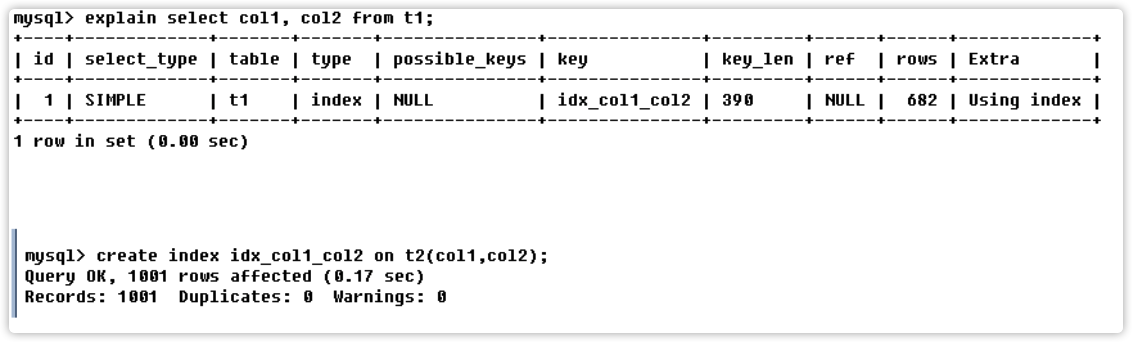 mysql> explain select col1, col2 from t1;
+----+-------------+-------+-------+---------------+---------------+---------+------+------+-------------+
| id | select_type | table | type | possible_keys | key | key_len | ref | rows | Extra |
+----+-------------+-------+-------+---------------+---------------+---------+------+------+-------------+
| 1 | SIMPLE | t1 | index | NULL | idx_col1_col2 | 390 | NULL | 682 | Using index |
+----+-------------+-------+-------+---------------+---------------+---------+------+------+-------------+
1 row in set (0.00 sec)
mysql> create index idx_col1_col2 on t2(col1,col2);
Query OK, 1001 rows affected (0.17 sec)
Records: 1001  Duplicates: 0  Warnings: 0